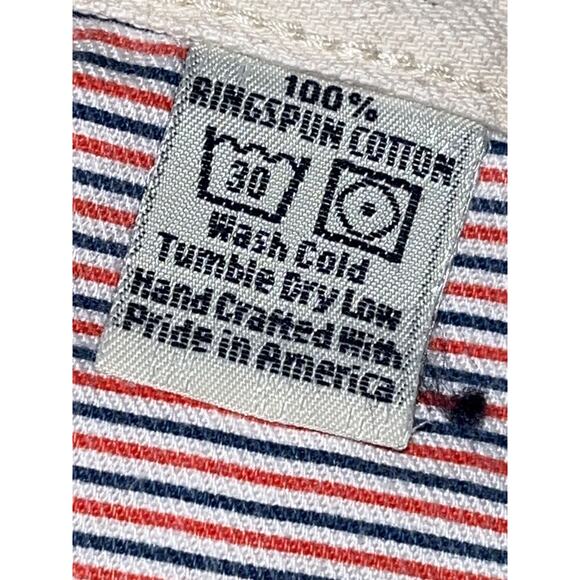 100%
RINGSPUN COTTON
30
Wash Cold
Tumble Dry Low
Hand Crafted With
Pride in America